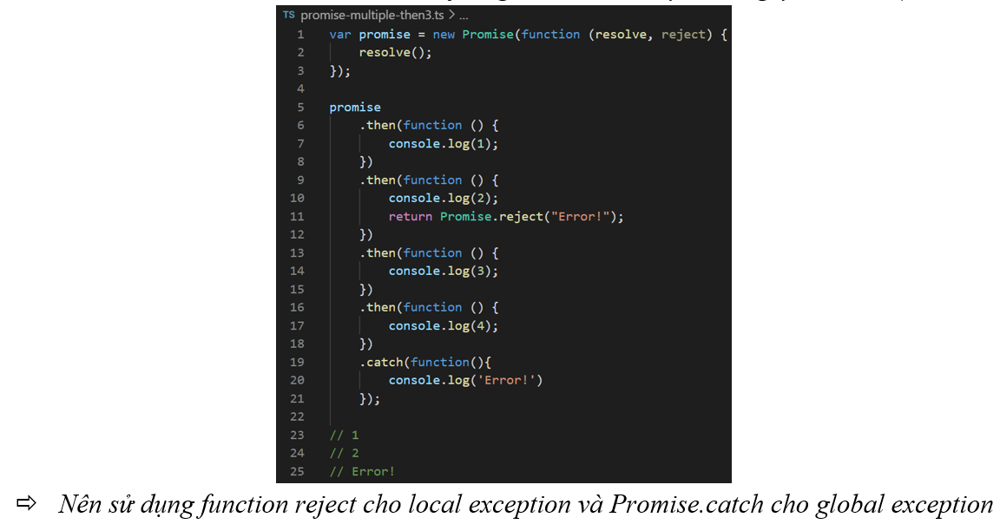 TS promise-multiple-then3.ts > ...
1 var promise = new Promise(function (resolve, reject) {
2     resolve();
3 });
4
5 promise
6     .then(function () {
7         console.log(1);
8     })
9     .then(function () {
10         console.log(2);
11         return Promise.reject("Error!");
12     })
13     .then(function () {
14         console.log(3);
15     })
16     .then(function () {
17         console.log(4);
18     })
19     .catch(function(){
20         console.log('Error!')
21     });
22
23 // 1
24 // 2
25 // Error!
⇨ Nên sử dụng function reject cho local exception và Promise.catch cho global exception